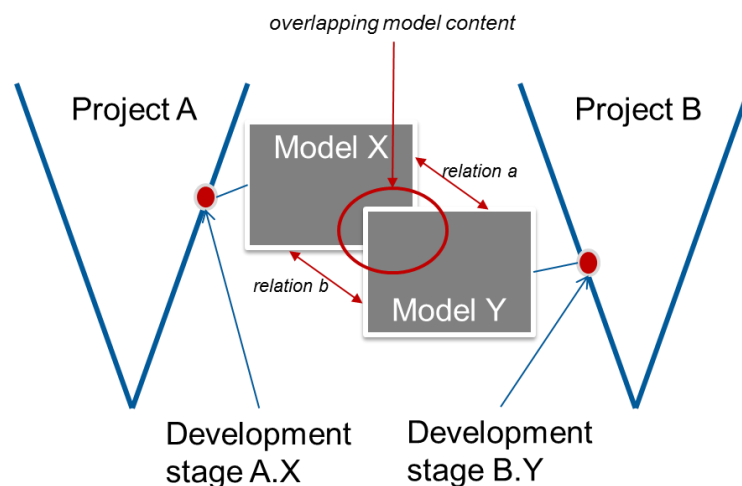 overlapping model content
Project A
Project B
Model X
relation a
relation b
Model Y
Development
stage A.X
Development
stage B.Y